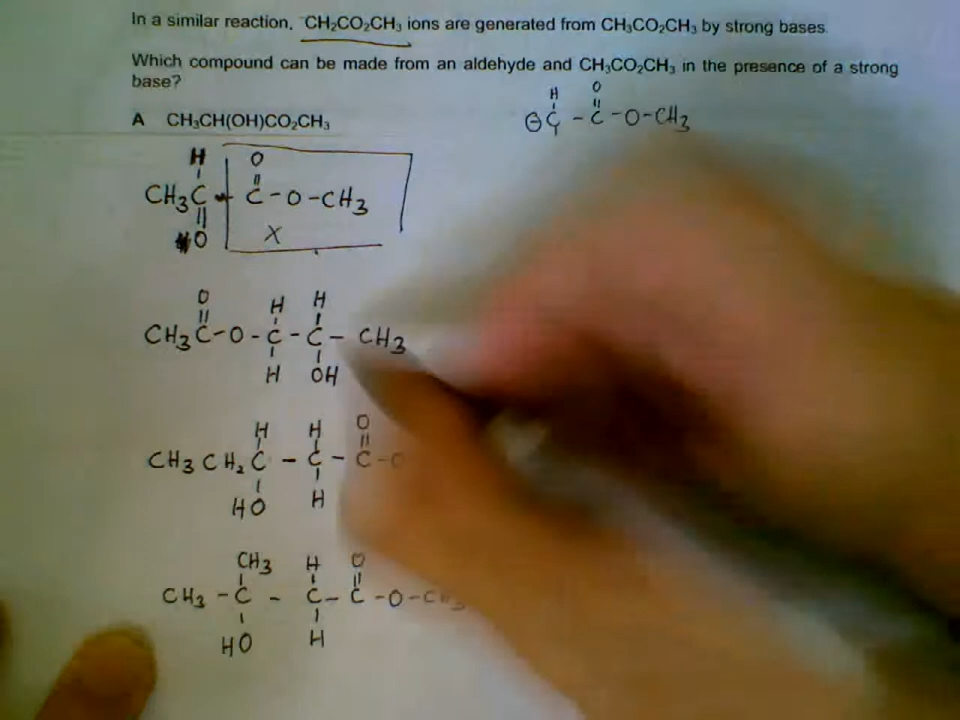 In a similar reaction, CH₂CO₂CH₃ ions are generated from CH₃CO₂CH₃ by strong bases.
Which compound can be made from an aldehyde and CH₃CO₂CH₃ in the presence of a strong
base?
H O
⊖C - C - O - CH₃
A CH₃CH(OH)CO₂CH₃
H O
CH₃C - C - O - CH₃
O X
O H H
CH₃C - O - C - C - CH₃
H OH
H H O
CH₃CH₂C - C - C -
HO H
CH₃ H O
CH₃ - C - C - C - O - CH₃
HO H